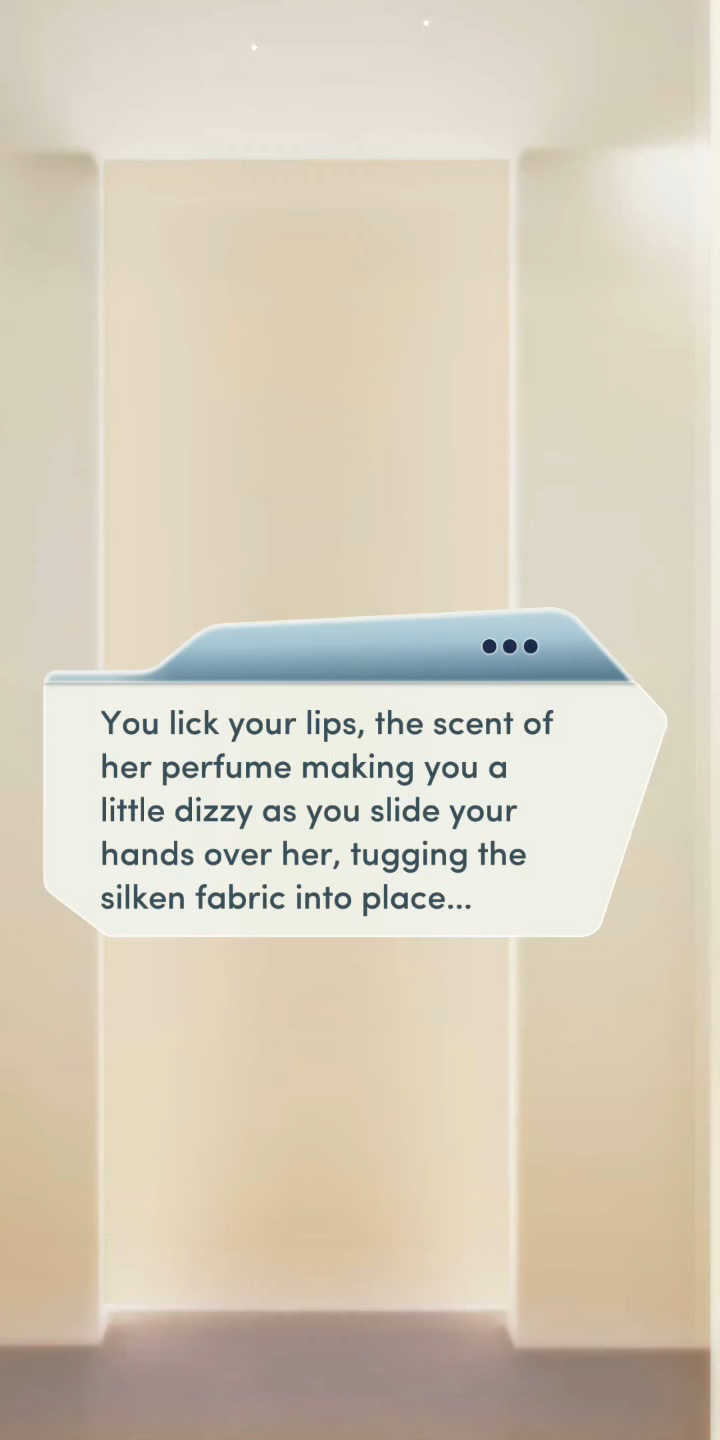 You lick your lips, the scent of
her perfume making you a
little dizzy as you slide your
hands over her, tugging the
silken fabric into place...